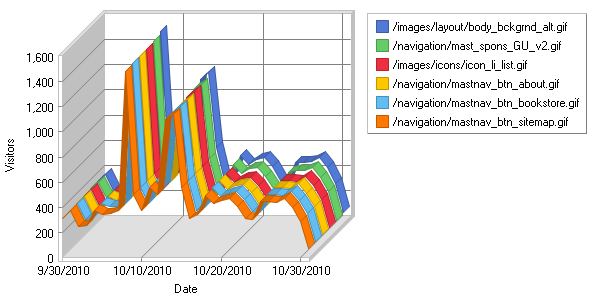 /images/layout/body_bckgrnd_alt.gif
/navigation/mast_spons_GU_v2.gif
/images/icons/icon_li_list.gif
/navigation/mastnav_btn_about.gif
/navigation/mastnav_btn_bookstore.gif
/navigation/mastnav_btn_sitemap.gif
1,600
1,400
1,200
1,000
800
600
400
200
0
Visitors
9/30/2010 10/10/2010 10/20/2010 10/30/2010
Date